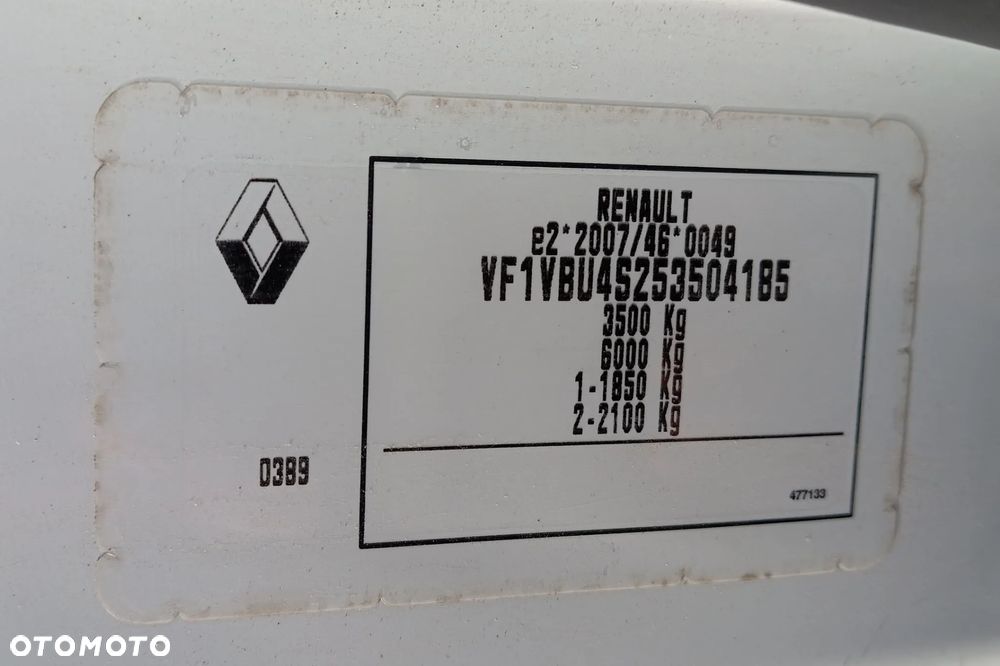 RENAULT
e2*2007/46*0049
VF1VBU4S253504185
3500 Kg
6000 Kg
1-1850 Kg
2-2100 Kg
0389
477133
OTOMOTO